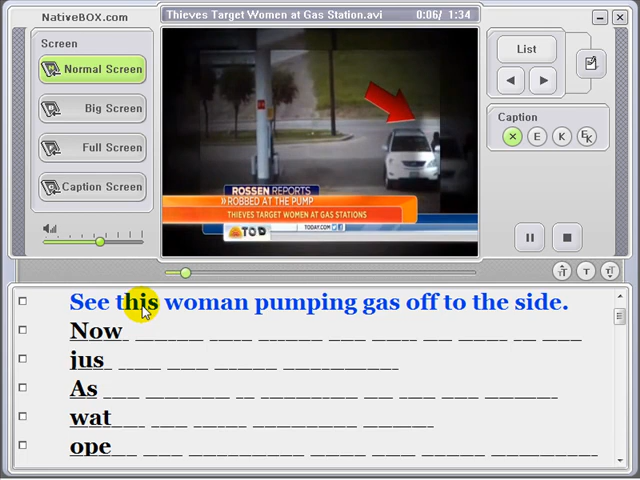 NativeBOX.com
Thieves Target Women at Gas Station.avi 0:06/ 1:34
Screen
Normal Screen
Big Screen
Full Screen
Caption Screen
List
Caption
X E K EK
ROSSEN REPORTS
»ROBBED AT THE PUMP
THIEVES TARGET WOMEN AT GAS STATIONS
TODAY.COM
TOD
T T T
See this woman pumping gas off to the side.
Now
jus
As
wat
ope